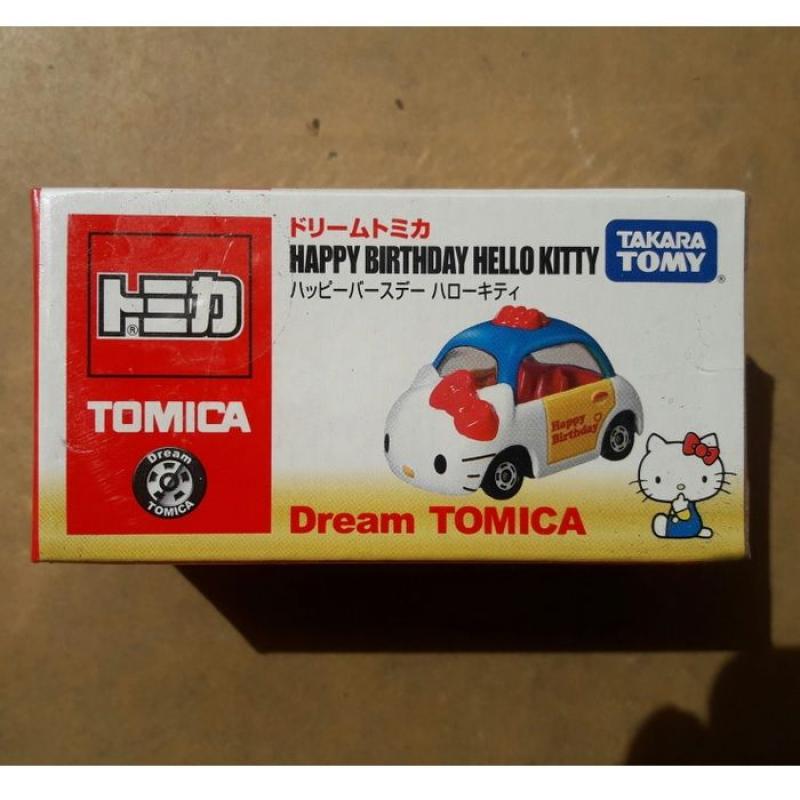 トミカ
®
TOMICA
Dream
TOMICA
ドリームトミカ
HAPPY BIRTHDAY HELLO KITTY
ハッピーバースデー ハローキティ
TAKARA
TOMY®
Happy
Birthday
Dream TOMICA